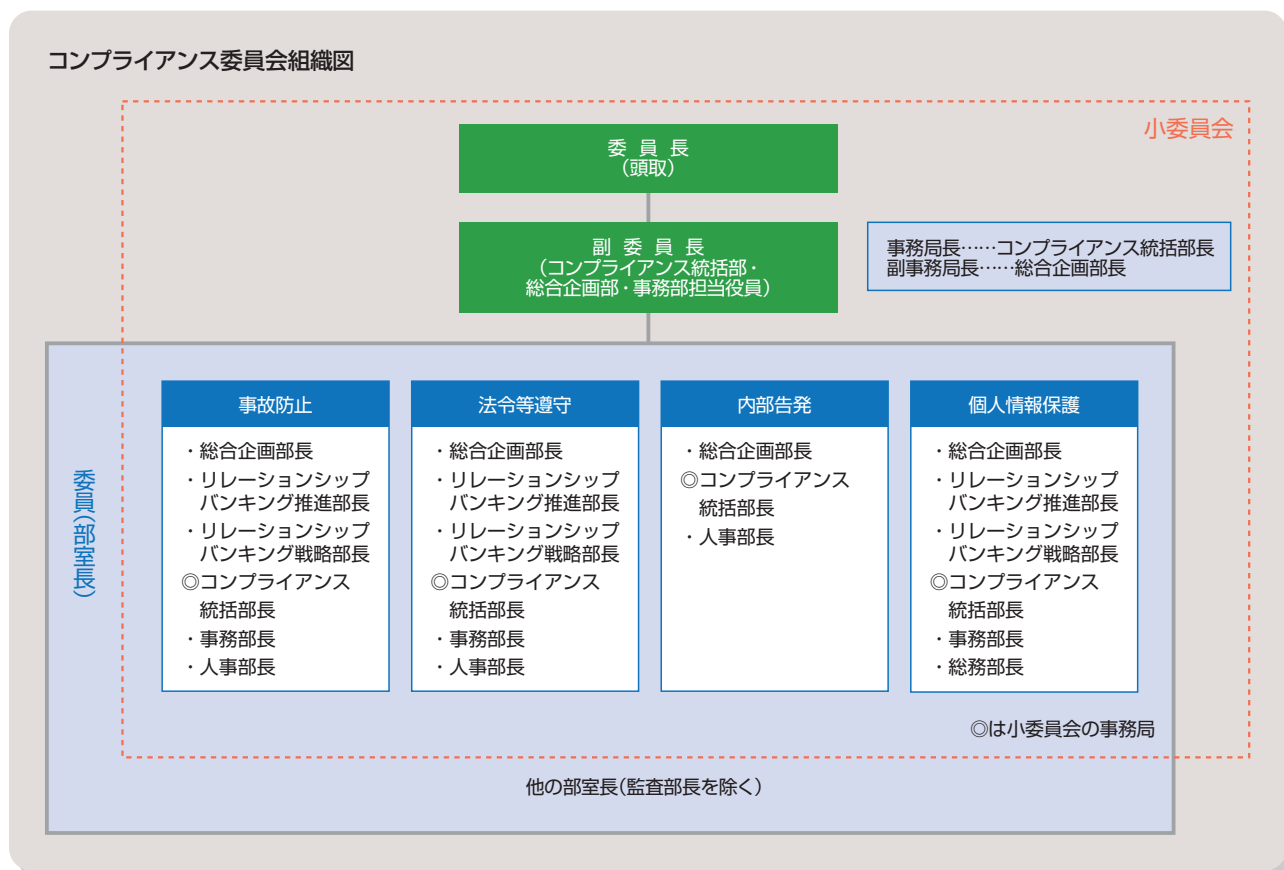 コンプライアンス委員会組織図
小委員会
委 員 長
(頭取)
副 委 員 長
(コンプライアンス統括部・
総合企画部・事務部担当役員)
事務局長……コンプライアンス統括部長
副事務局長……総合企画部長
委員(部室長)
事故防止
・総合企画部長
・リレーションシップ
バンキング推進部長
・リレーションシップ
バンキング戦略部長
◎コンプライアンス
統括部長
・事務部長
・人事部長
法令等遵守
・総合企画部長
・リレーションシップ
バンキング推進部長
・リレーションシップ
バンキング戦略部長
◎コンプライアンス
統括部長
・事務部長
・人事部長
内部告発
・総合企画部長
◎コンプライアンス
統括部長
・人事部長
個人情報保護
・総合企画部長
・リレーションシップ
バンキング推進部長
・リレーションシップ
バンキング戦略部長
◎コンプライアンス
統括部長
・事務部長
・総務部長
◎は小委員会の事務局
他の部室長(監査部長を除く)